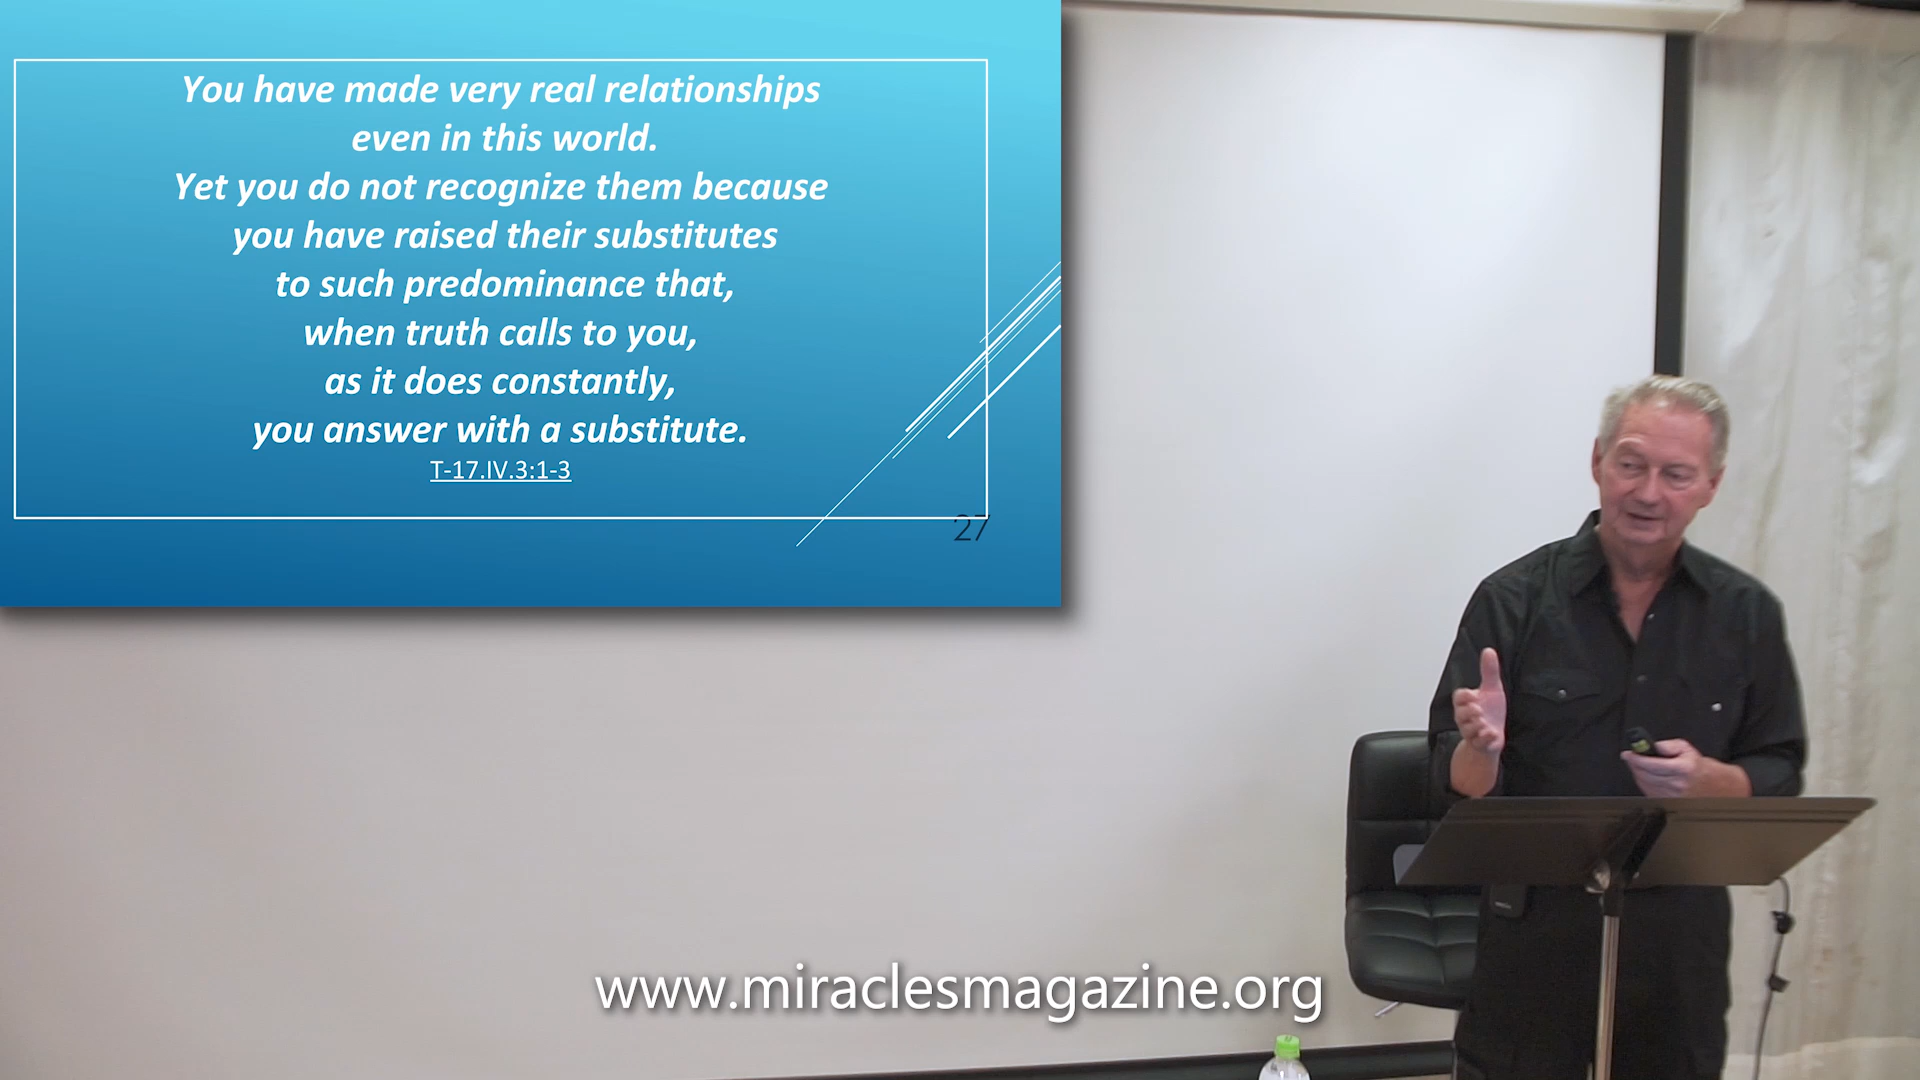 You have made very real relationships
even in this world.
Yet you do not recognize them because
you have raised their substitutes
to such predominance that,
when truth calls to you,
as it does constantly,
you answer with a substitute.
T-17.IV.3:1-3
27
www.miraclesmagazine.org